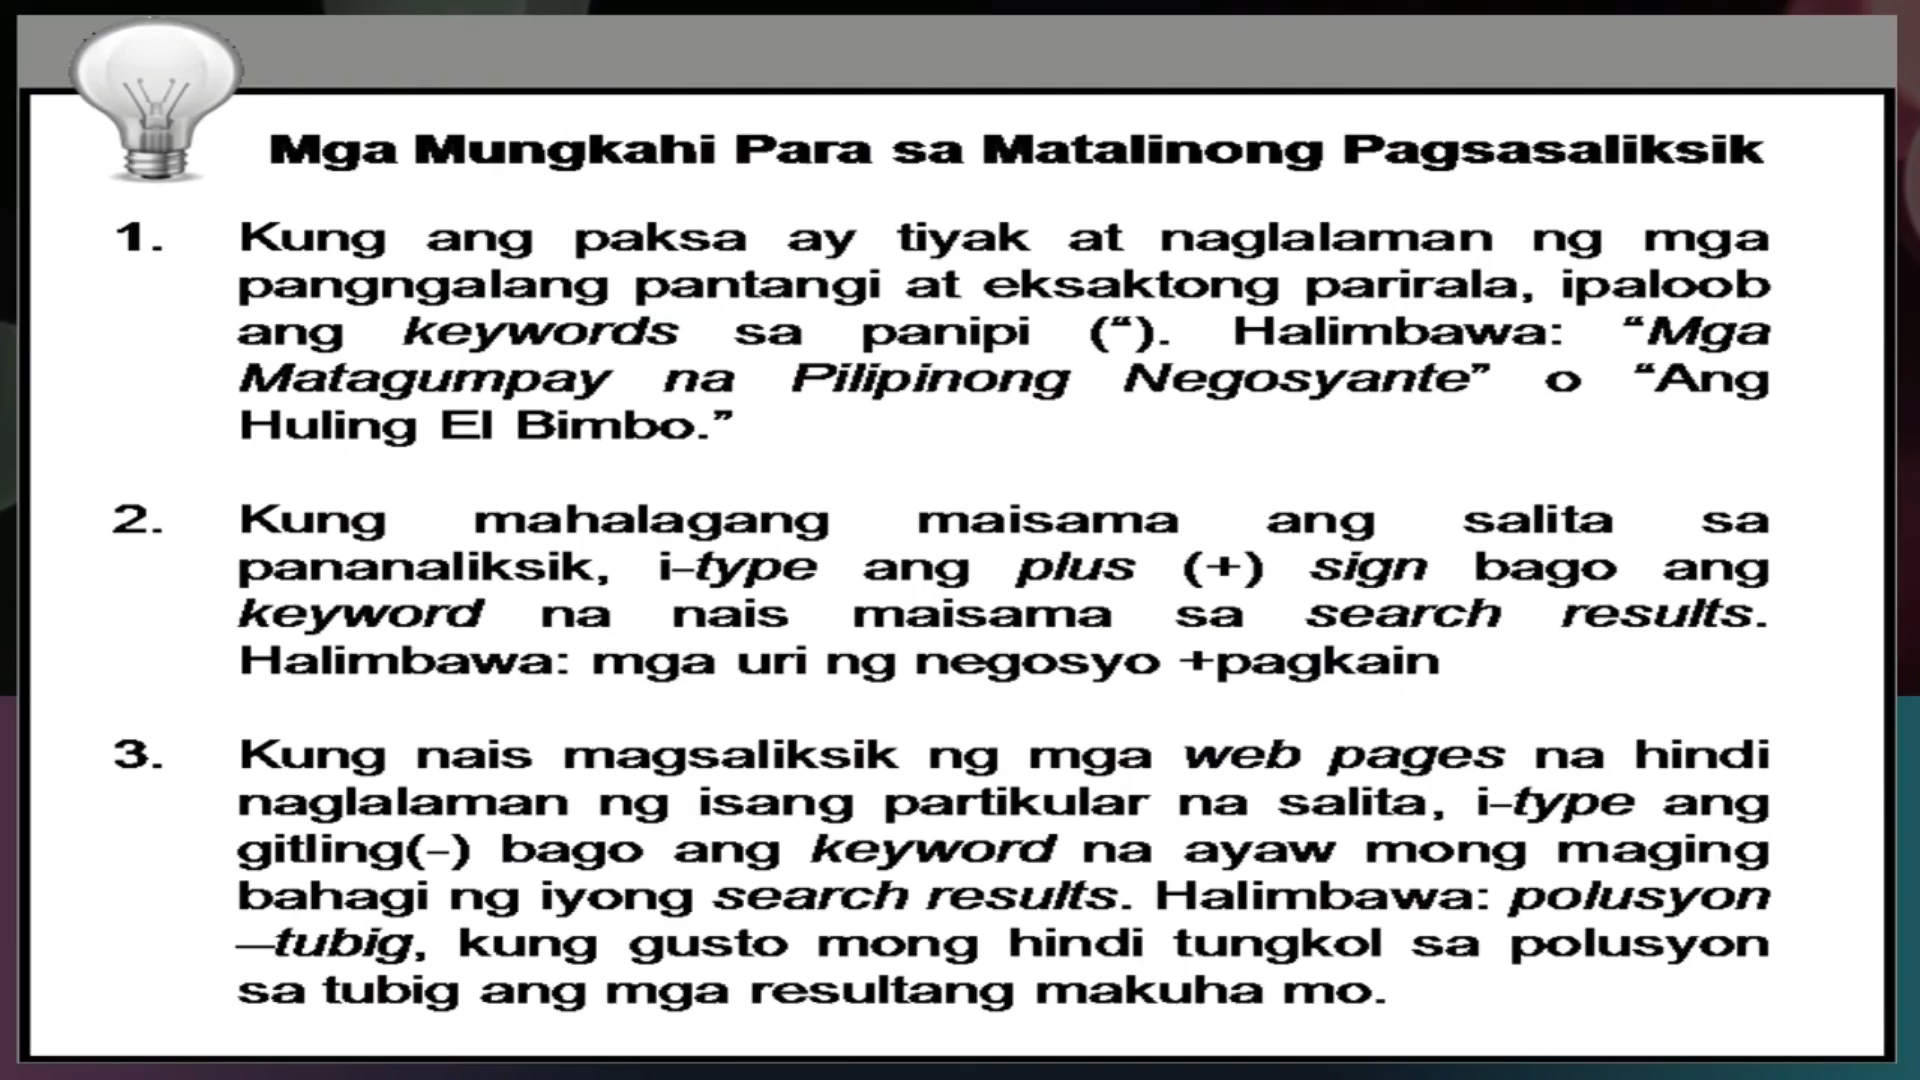 Mga Mungkahi Para sa Matalinong Pagsasaliksik
1. Kung ang paksa ay tiyak at naglalaman ng mga
pangngalang pantangi at eksaktong parirala, ipaloob
ang keywords sa panipi (“). Halimbawa: “Mga
Matagumpay na Pilipinong Negosyante” o “Ang
Huling El Bimbo.”
2. Kung mahalagang maisama ang salita sa
pananaliksik, i-type ang plus (+) sign bago ang
keyword na nais maisama sa search results.
Halimbawa: mga uri ng negosyo +pagkain
3. Kung nais magsaliksik ng mga web pages na hindi
naglalaman ng isang partikular na salita, i-type ang
gitling(-) bago ang keyword na ayaw mong maging
bahagi ng iyong search results. Halimbawa: polusyon
–tubig, kung gusto mong hindi tungkol sa polusyon
sa tubig ang mga resultang makuha mo.